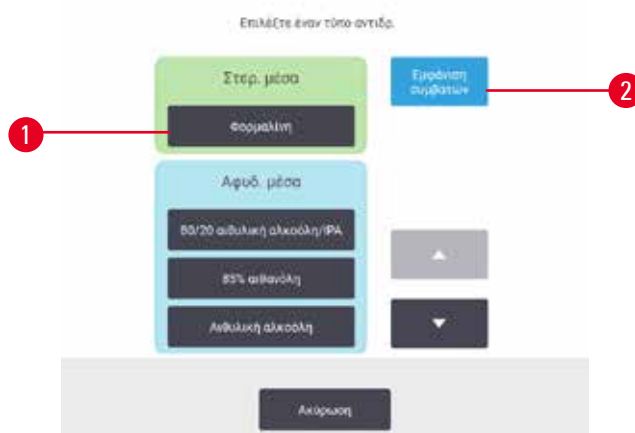 Επιλέξτε έναν τύπο αντιδρ.
Στερ. μέσα
Εμφάνιση
συμβατών
2
1
Φορμαλίνη
Αφυδ. μέσα
80/20 αιθυλική αλκοόλη/IPA
85% αιθανόλη
Αιθυλική αλκοόλη
Ακύρωση